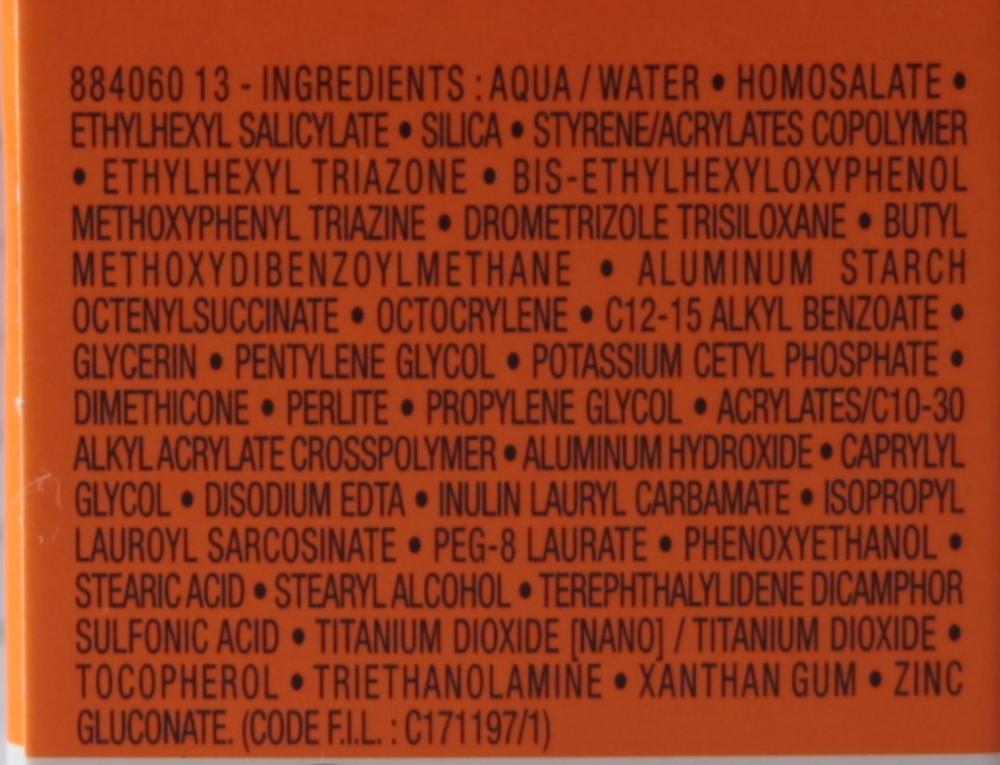 884060 13 - INGREDIENTS : AQUA / WATER • HOMOSALATE •
ETHYLHEXYL SALICYLATE • SILICA • STYRENE/ACRYLATES COPOLYMER
• ETHYLHEXYL TRIAZONE • BIS-ETHYLHEXYLOXYPHENOL
METHOXYPHENYL TRIAZINE • DROMETRIZOLE TRISILOXANE • BUTYL
METHOXYDIBENZOYLMETHANE • ALUMINUM STARCH
OCTENYLSUCCINATE • OCTOCRYLENE • C12-15 ALKYL BENZOATE •
GLYCERIN • PENTYLENE GLYCOL • POTASSIUM CETYL PHOSPHATE •
DIMETHICONE • PERLITE • PROPYLENE GLYCOL • ACRYLATES/C10-30
ALKYL ACRYLATE CROSSPOLYMER • ALUMINUM HYDROXIDE • CAPRYLYL
GLYCOL • DISODIUM EDTA • INULIN LAURYL CARBAMATE • ISOPROPYL
LAUROYL SARCOSINATE • PEG-8 LAURATE • PHENOXYETHANOL •
STEARIC ACID • STEARYL ALCOHOL • TEREPHTHALYLIDENE DICAMPHOR
SULFONIC ACID • TITANIUM DIOXIDE [NANO] / TITANIUM DIOXIDE •
TOCOPHEROL • TRIETHANOLAMINE • XANTHAN GUM • ZINC
GLUCONATE. (CODE F.I.L. : C171197/1)